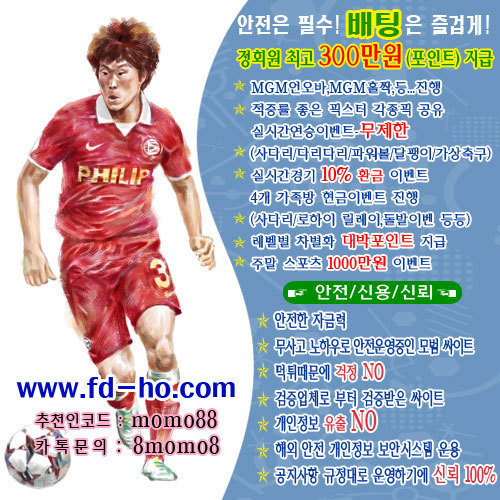 안전은 필수! 배팅은 즐겁게!
정회원 최고 300만원 (포인트) 지급
MGM언오바,MGM홀짝,등...진행
적중률 좋은 픽스터 각종픽 공유
실시간연승이벤트-무제한
(사다리/다리다리/파워볼/달팽이/가상축구)
실시간경기 10% 환급 이벤트
4개 가족방 현금이벤트 진행
(사다리/로하이 릴레이,돌발이벤 등등)
레벨별 차별화 대박포인트 지급
주말 스포츠 1000만원 이벤트
안전/신용/신뢰
안전한 자금력
무사고 노하우로 안전운영중인 모범 싸이트
먹튀때문에 걱정 NO
검증업체로 부터 검증받은 싸이트
개인정보 유출 NO
해외 안전 개인정보 보안시스템 운용
공지사항 규정대로 운영하기에 신뢰 100%
PHILIP
3
www.fd-ho.com
추천인코드 : momo88
카톡문의 : 8momo8